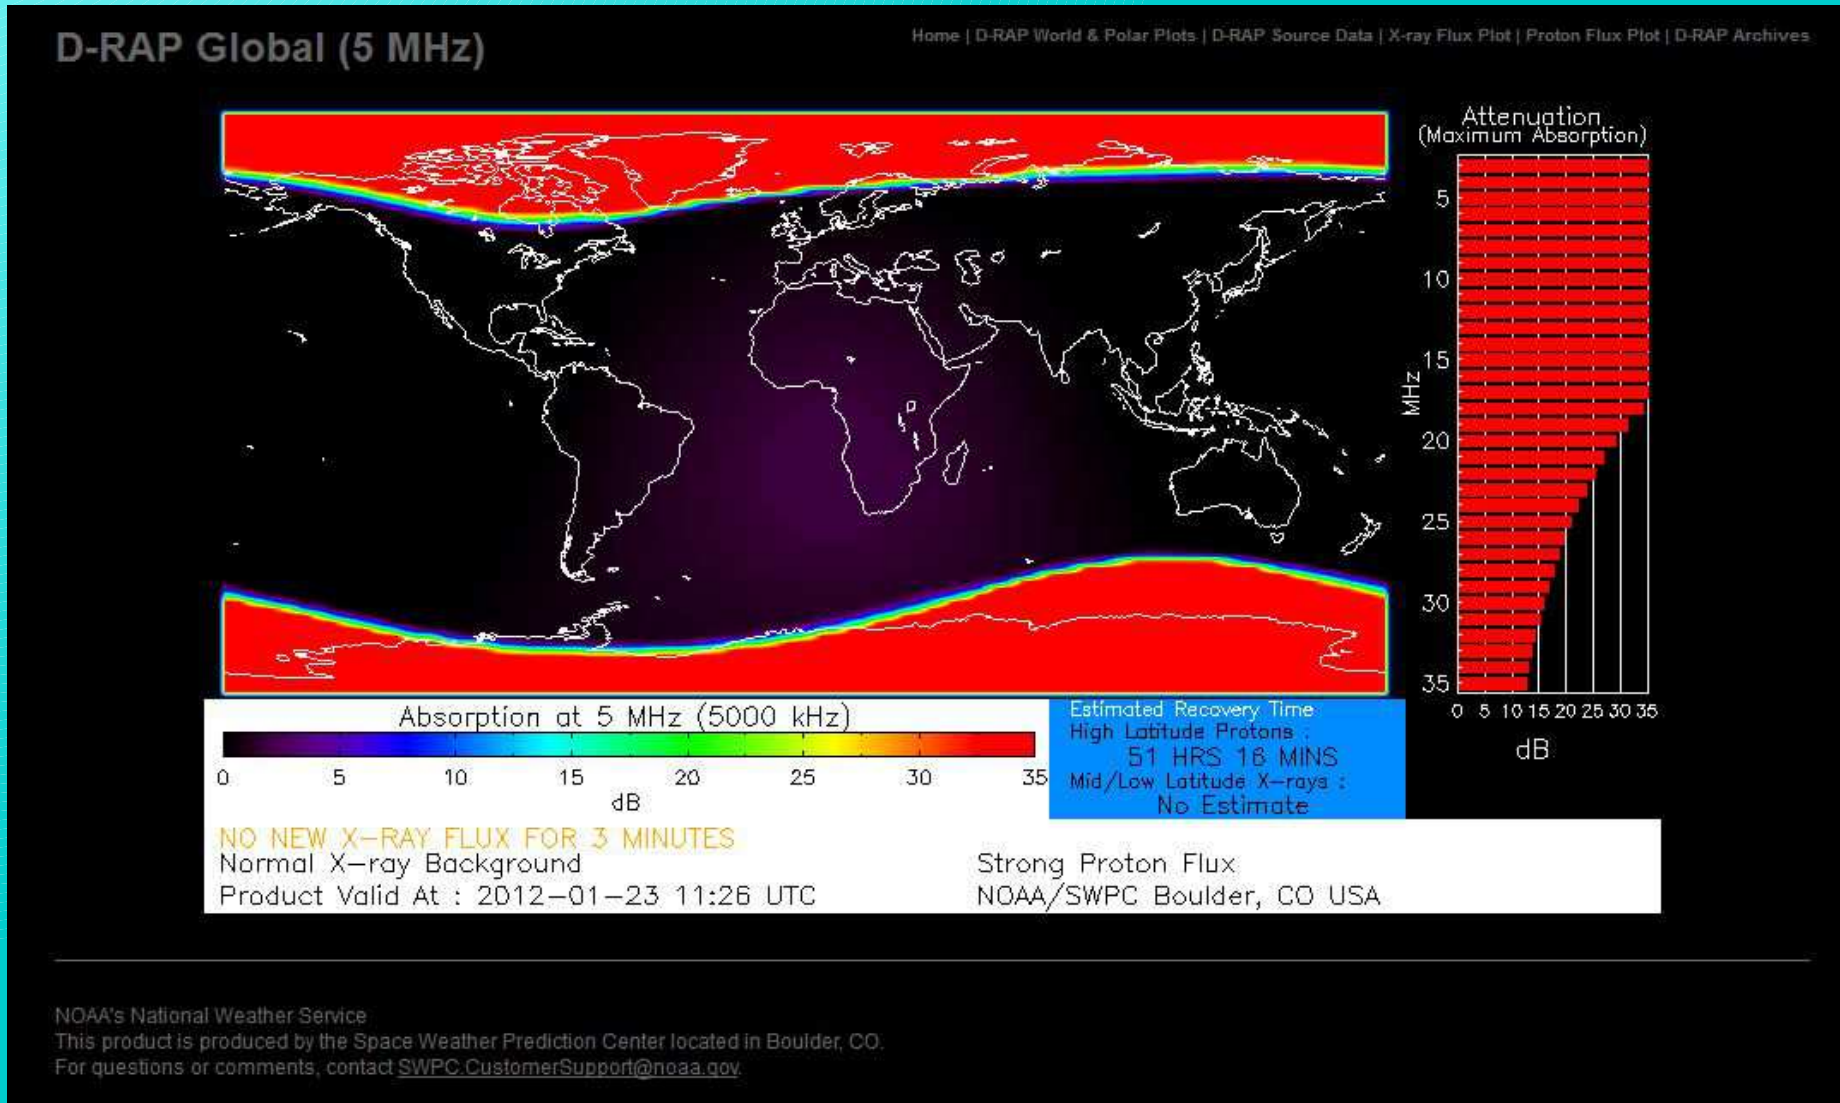 D-RAP Global (5 MHz)
Home | D-RAP World & Polar Plots | D-RAP Source Data | X-ray Flux Plot | Proton Flux Plot | D-RAP Archives
Attenuation
(Maximum Absorption)
5
10
15
20
25
30
35
MHz
0 5 10 15 20 25 30 35
dB
Absorption at 5 MHz (5000 kHz)
0 5 10 15 20 25 30 35
dB
Estimated Recovery Time
High Latitude Protons :
51 HRS 16 MINS
Mid/Low Latitude X-rays :
No Estimate
NO NEW X-RAY FLUX FOR 3 MINUTES
Normal X-ray Background
Strong Proton Flux
Product Valid At : 2012-01-23 11:26 UTC
NOAA/SWPC Boulder, CO USA
NOAA's National Weather Service
This product is produced by the Space Weather Prediction Center located in Boulder, CO.
For questions or comments, contact SWPC.CustomerSupport@noaa.gov.